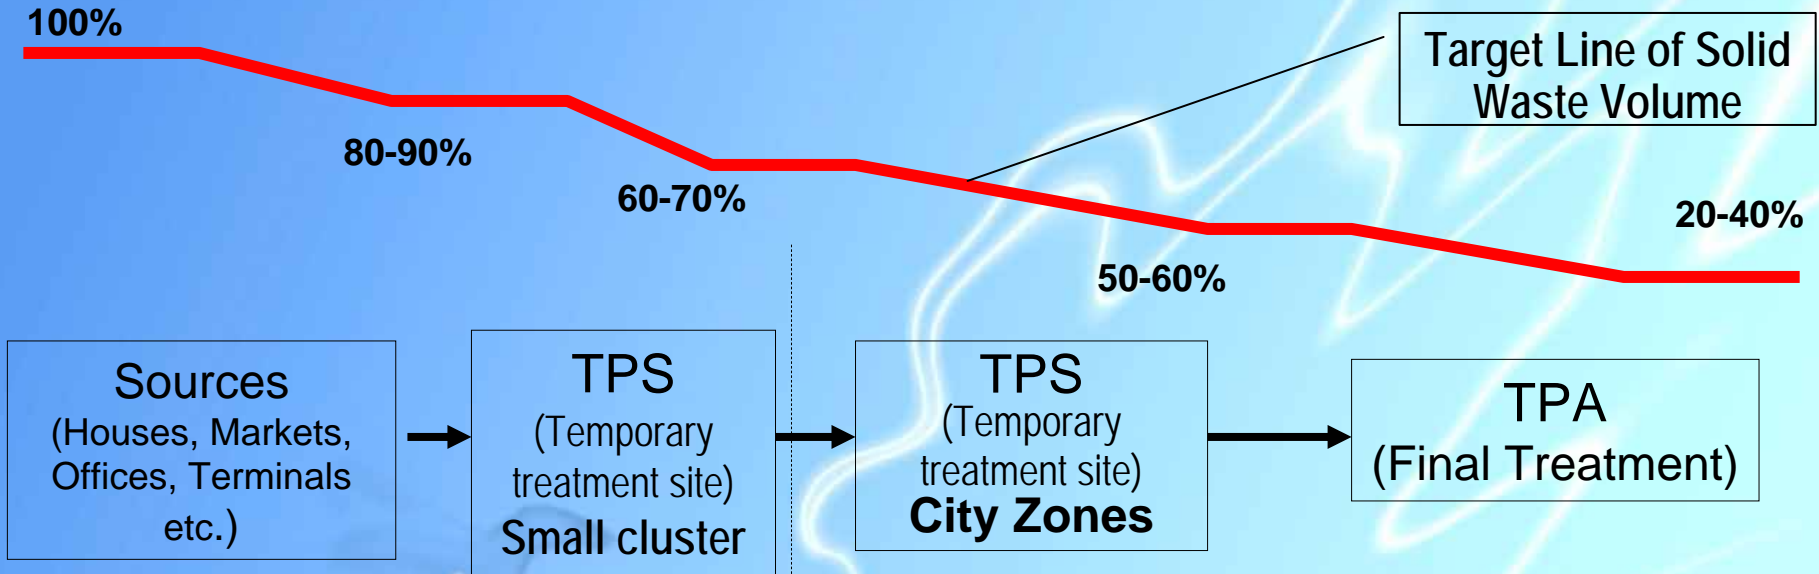 100%
Target Line of Solid
Waste Volume
80-90%
60-70%
20-40%
50-60%
Sources
(Houses, Markets,
Offices, Terminals
etc.)
TPS
(Temporary
treatment site)
Small cluster
TPS
(Temporary
treatment site)
City Zones
TPA
(Final Treatment)